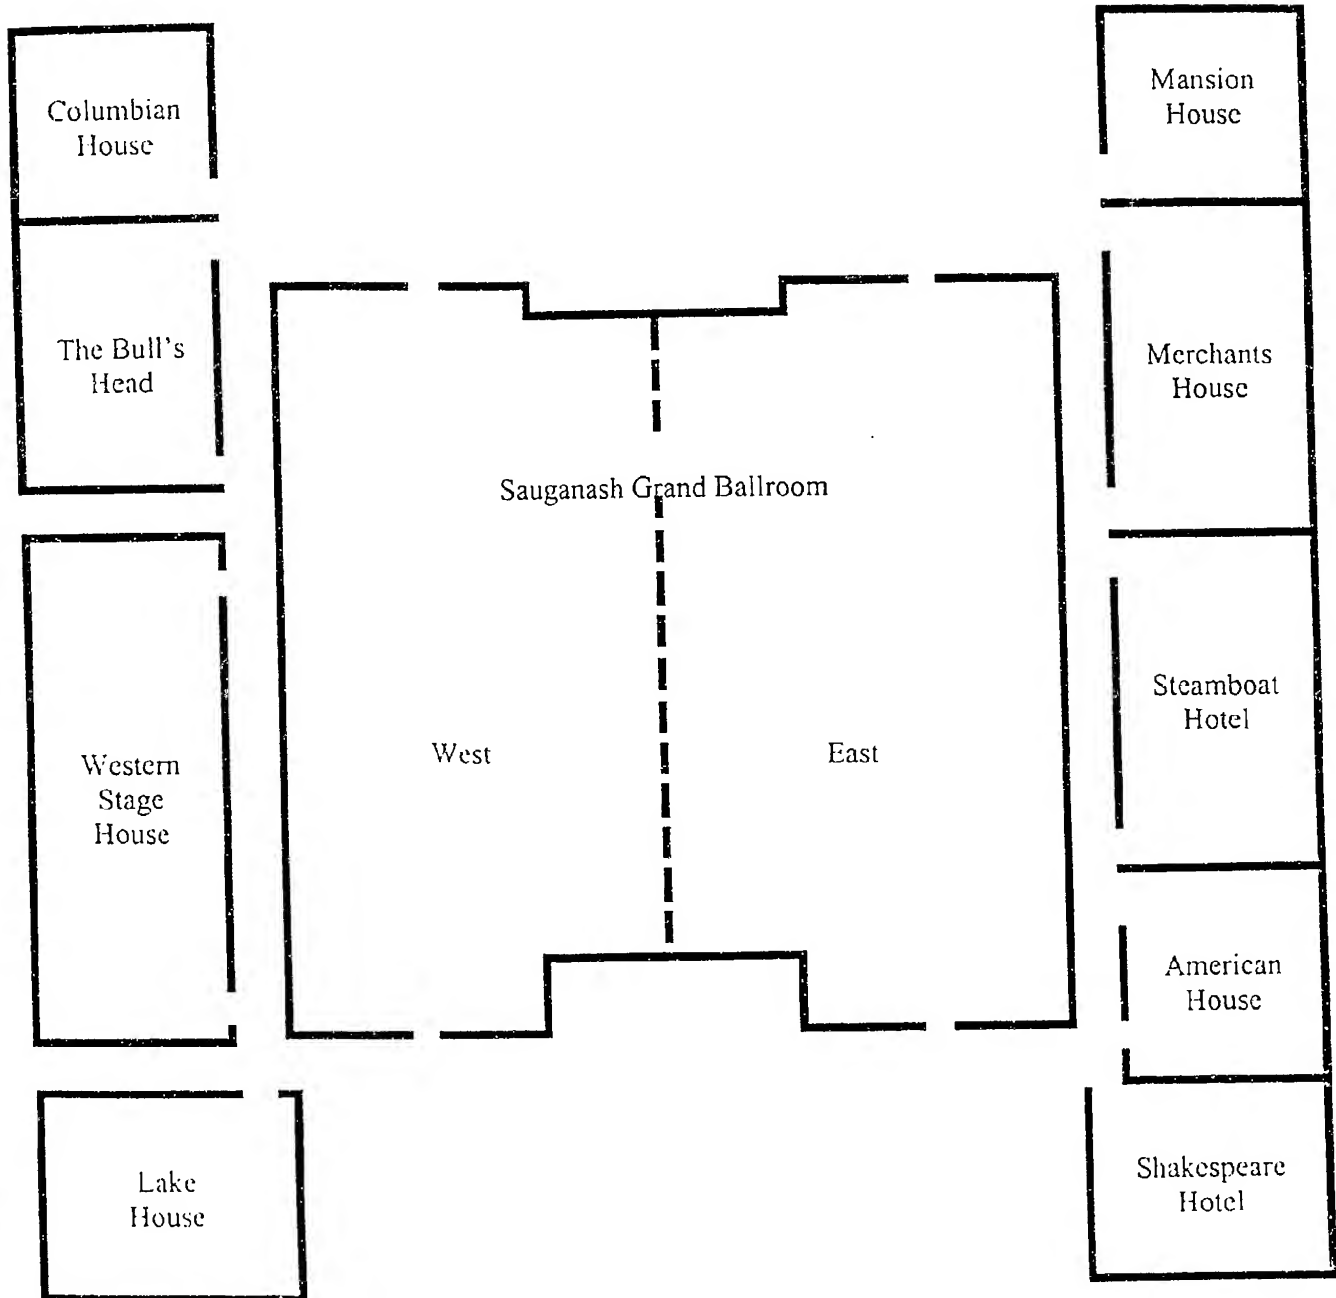 Columbian
House
Mansion
House
The Bull's
Head
Merchants
House
Sauganash Grand Ballroom
Steamboat
Hotel
West
East
Western
Stage
House
American
House
Lake
House
Shakespeare
Hotel